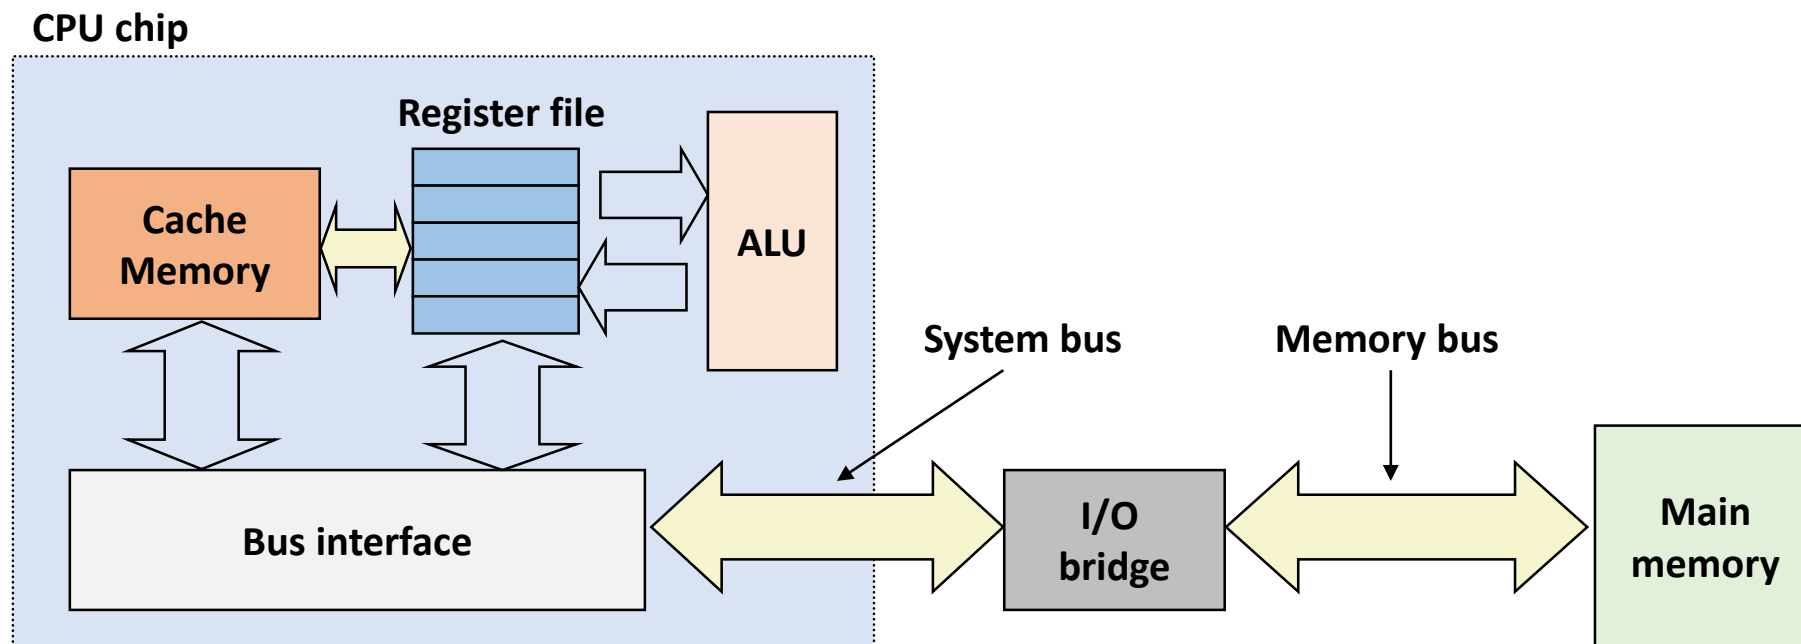 CPU chip
Register file
Cache
Memory
ALU
System bus
Memory bus
Bus interface
I/O
bridge
Main
memory